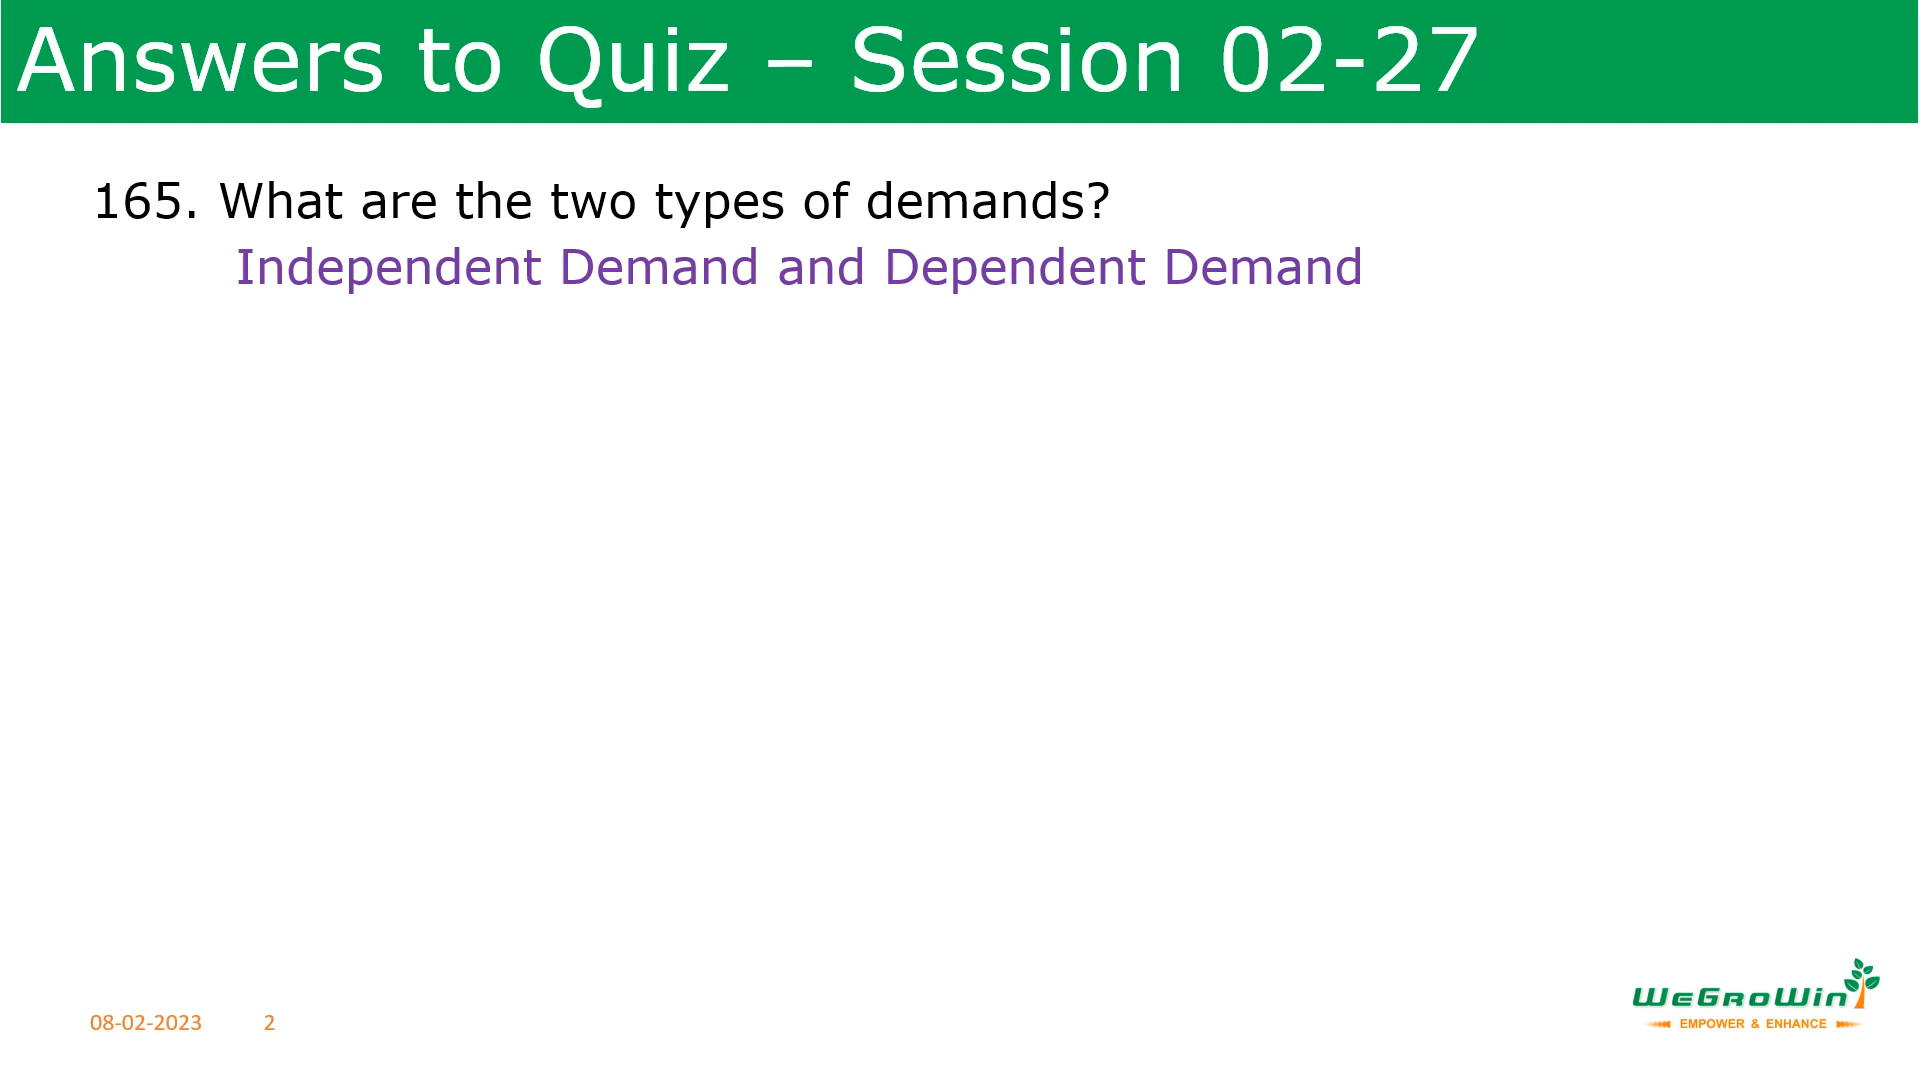 Answers to Quiz – Session 02-27
165. What are the two types of demands?
Independent Demand and Dependent Demand
08-02-2023 2
WeGroWin
EMPOWER & ENHANCE